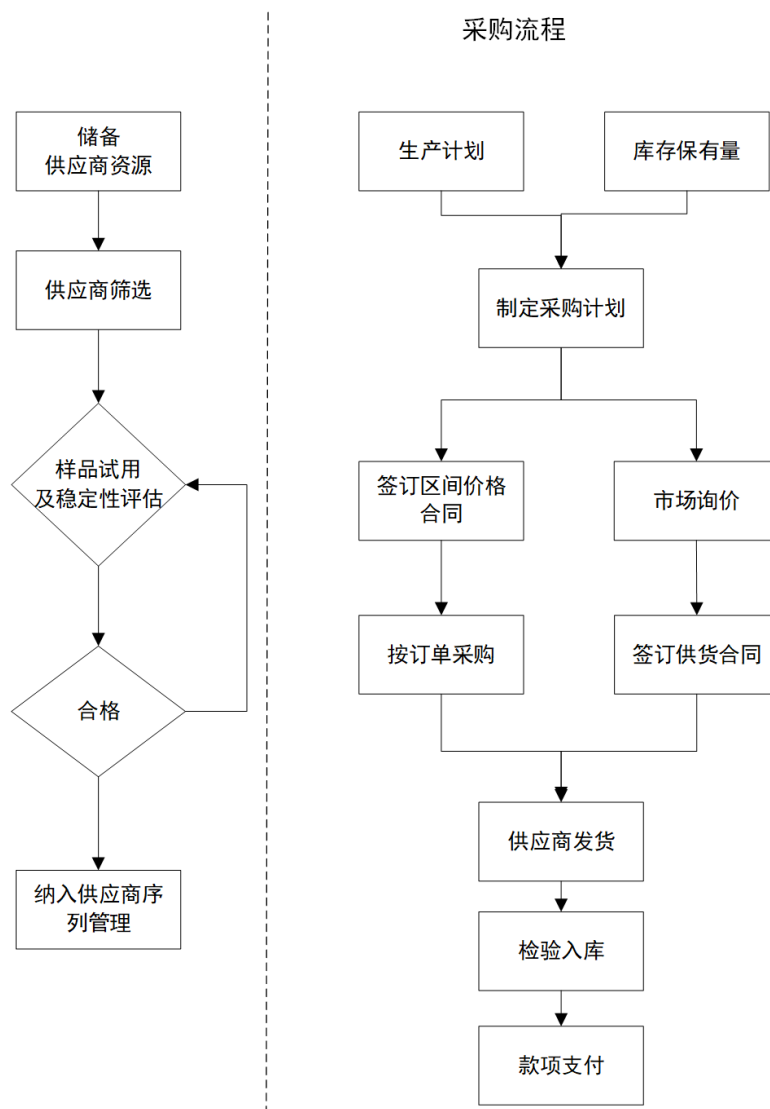 采购流程
储备
供应商资源
供应商筛选
样品试用
及稳定性评估
合格
纳入供应商序
列管理
生产计划
库存保有量
制定采购计划
签订区间价格
合同
市场询价
按订单采购
签订供货合同
供应商发货
检验入库
款项支付